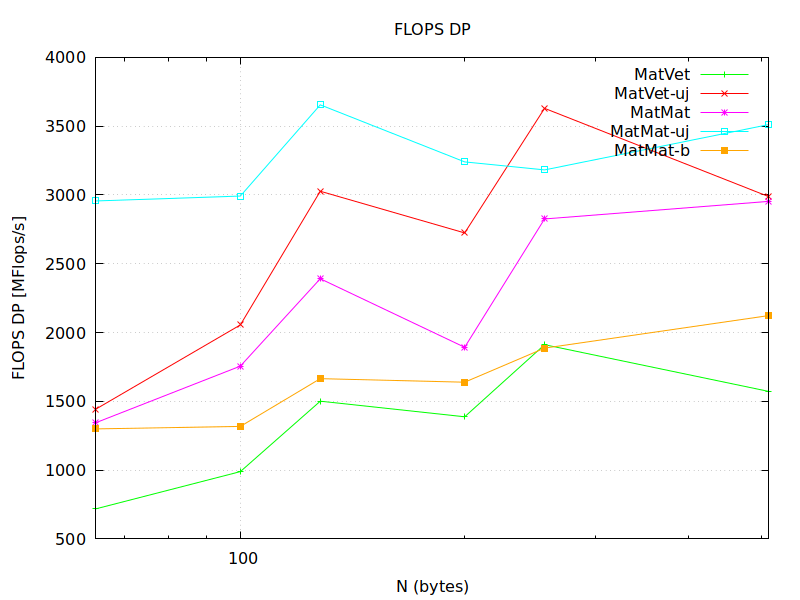 FLOPS DP
4000
3500
3000
2500
2000
1500
1000
500
FLOPS DP [MFlops/s]
MatVet
MatVet-uj
MatMat
MatMat-uj
MatMat-b
100
N (bytes)